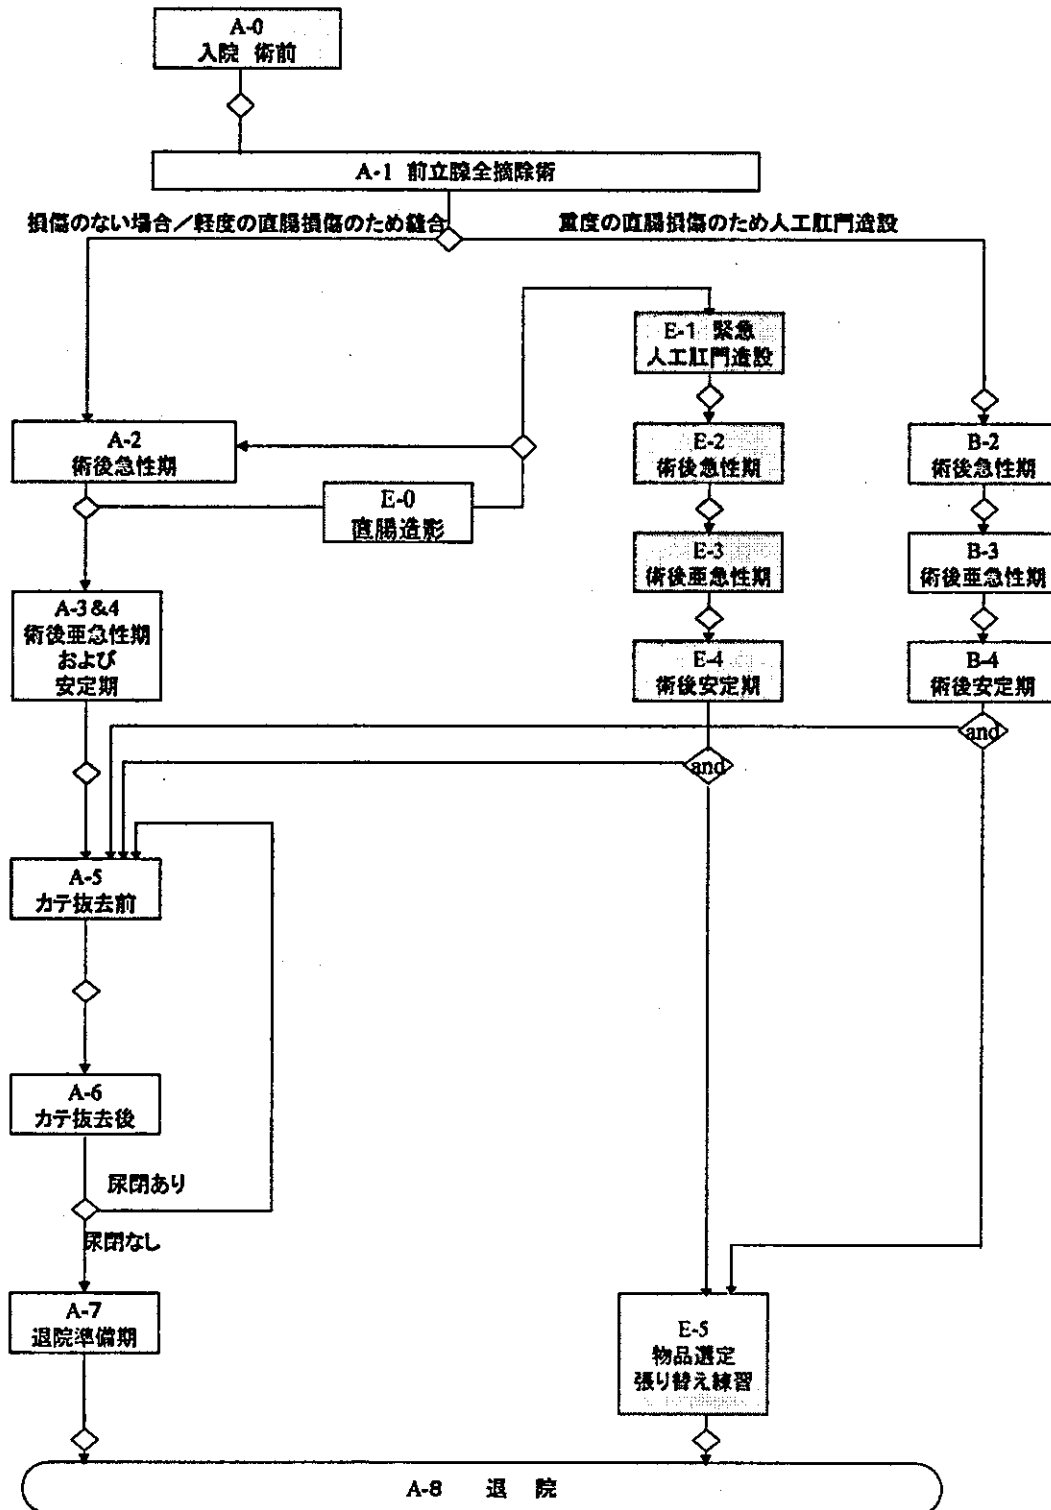 A-0
入院 術前
A-1 前立腺全摘除術
損傷のない場合／軽度の直腸損傷のため縫合
重度の直腸損傷のため人工肛門造設
E-1 緊急
人工肛門造設
A-2
術後急性期
E-2
術後急性期
B-2
術後急性期
E-0
直腸造影
E-3
術後亜急性期
B-3
術後亜急性期
A-3&4
術後亜急性期
および
安定期
E-4
術後安定期
B-4
術後安定期
and
and
A-5
カテ抜去前
A-6
カテ抜去後
尿閉あり
尿閉なし
A-7
退院準備期
E-5
物品選定
張り替え練習
A-8 退 院